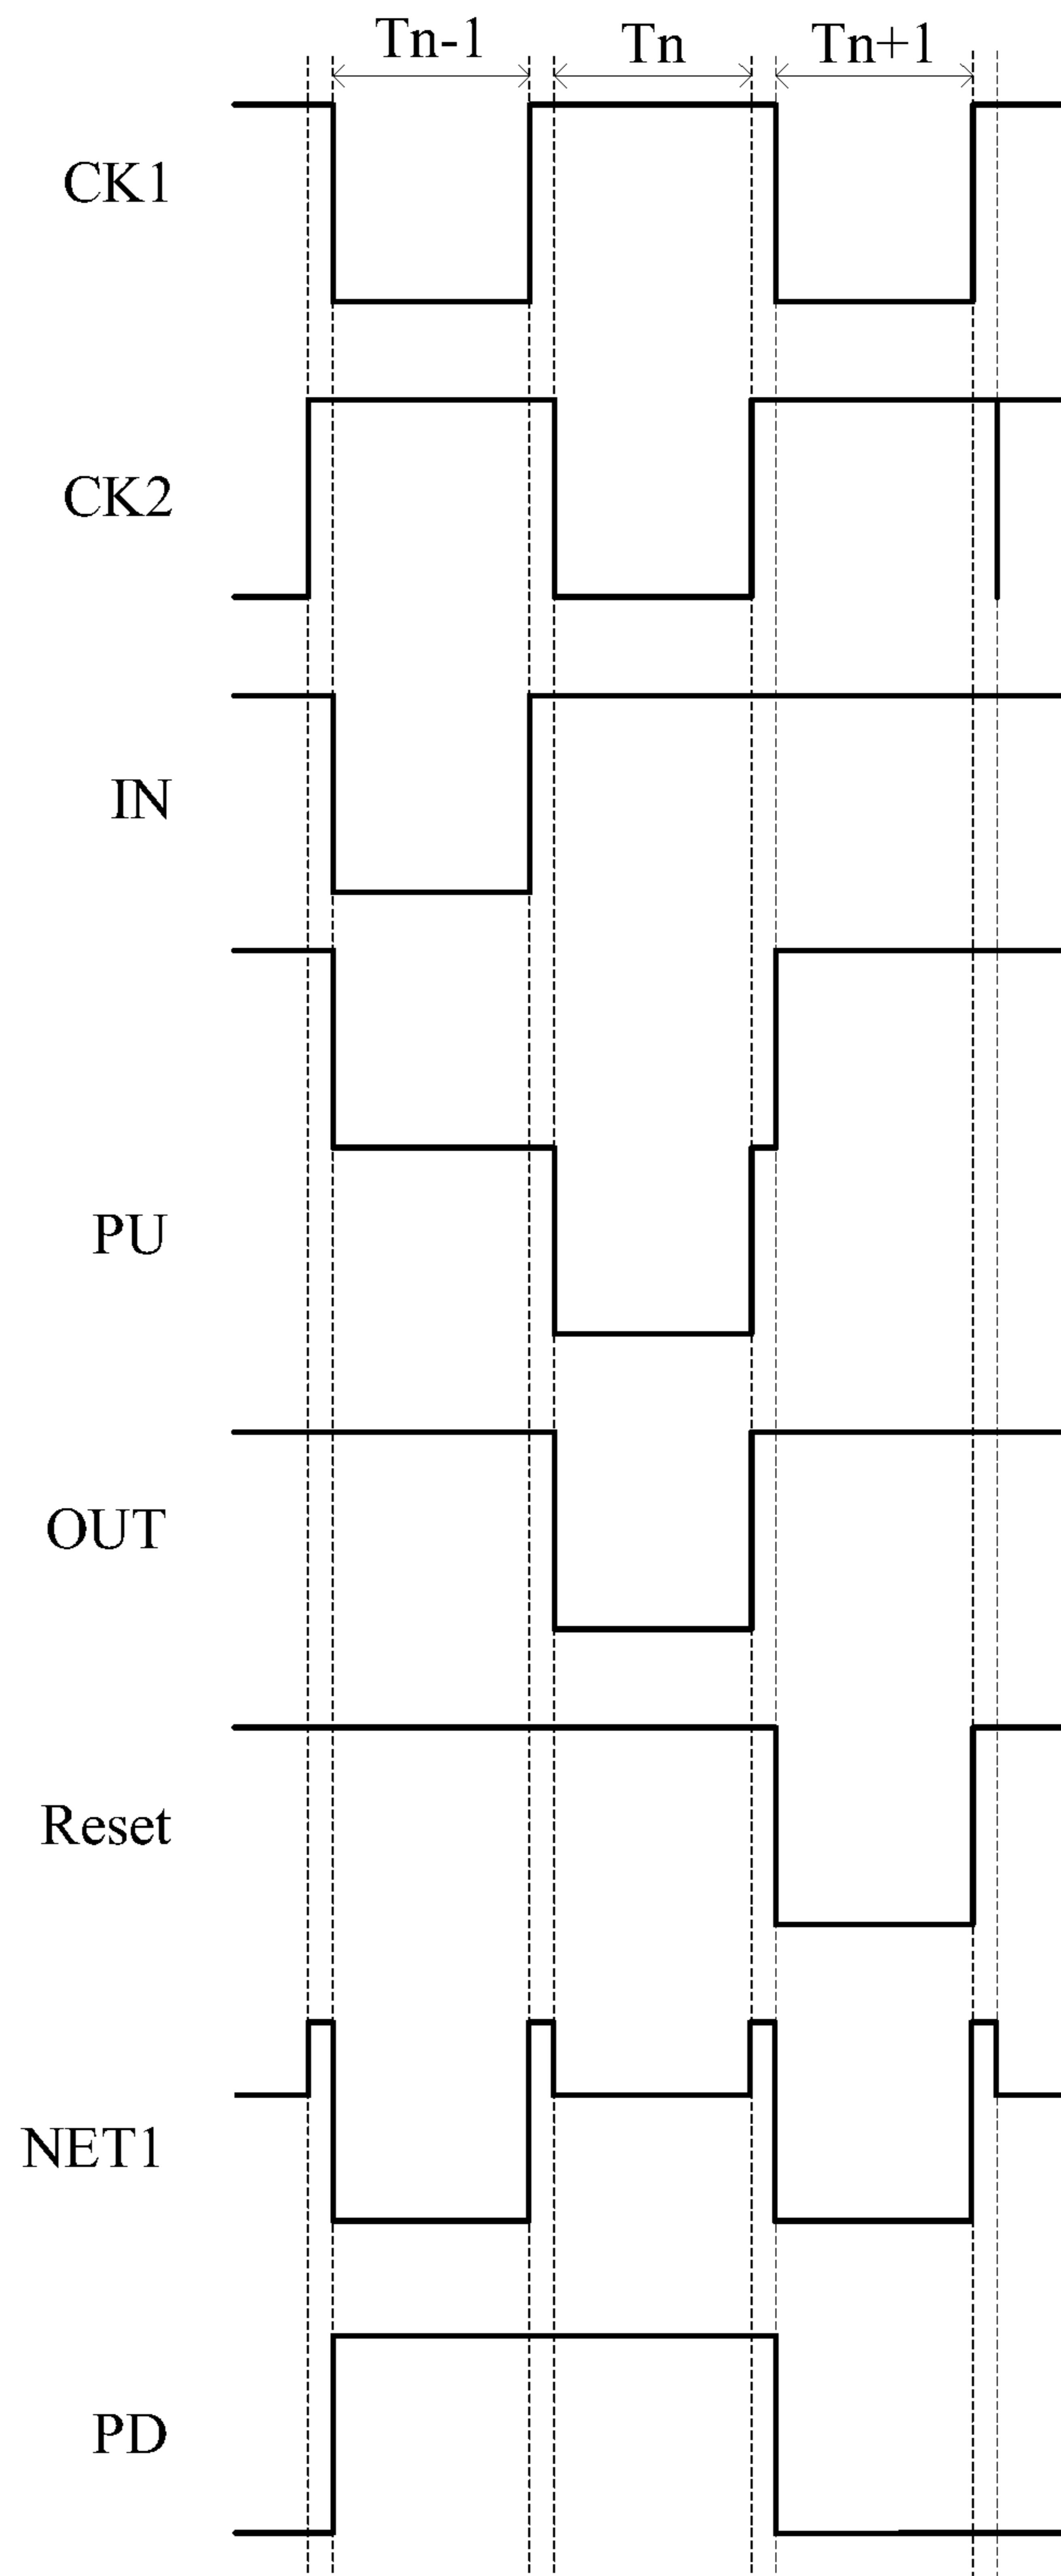 Tn-1 Tn Tn+1
CK1
CK2
IN
PU
OUT
Reset
NET1
PD